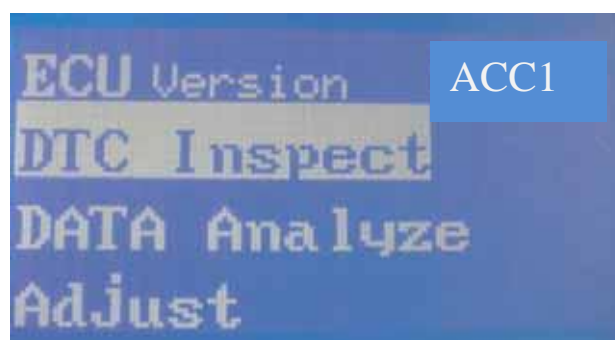 ECU Version
ACC1
DTC Inspect
DATA Analyze
Adjust